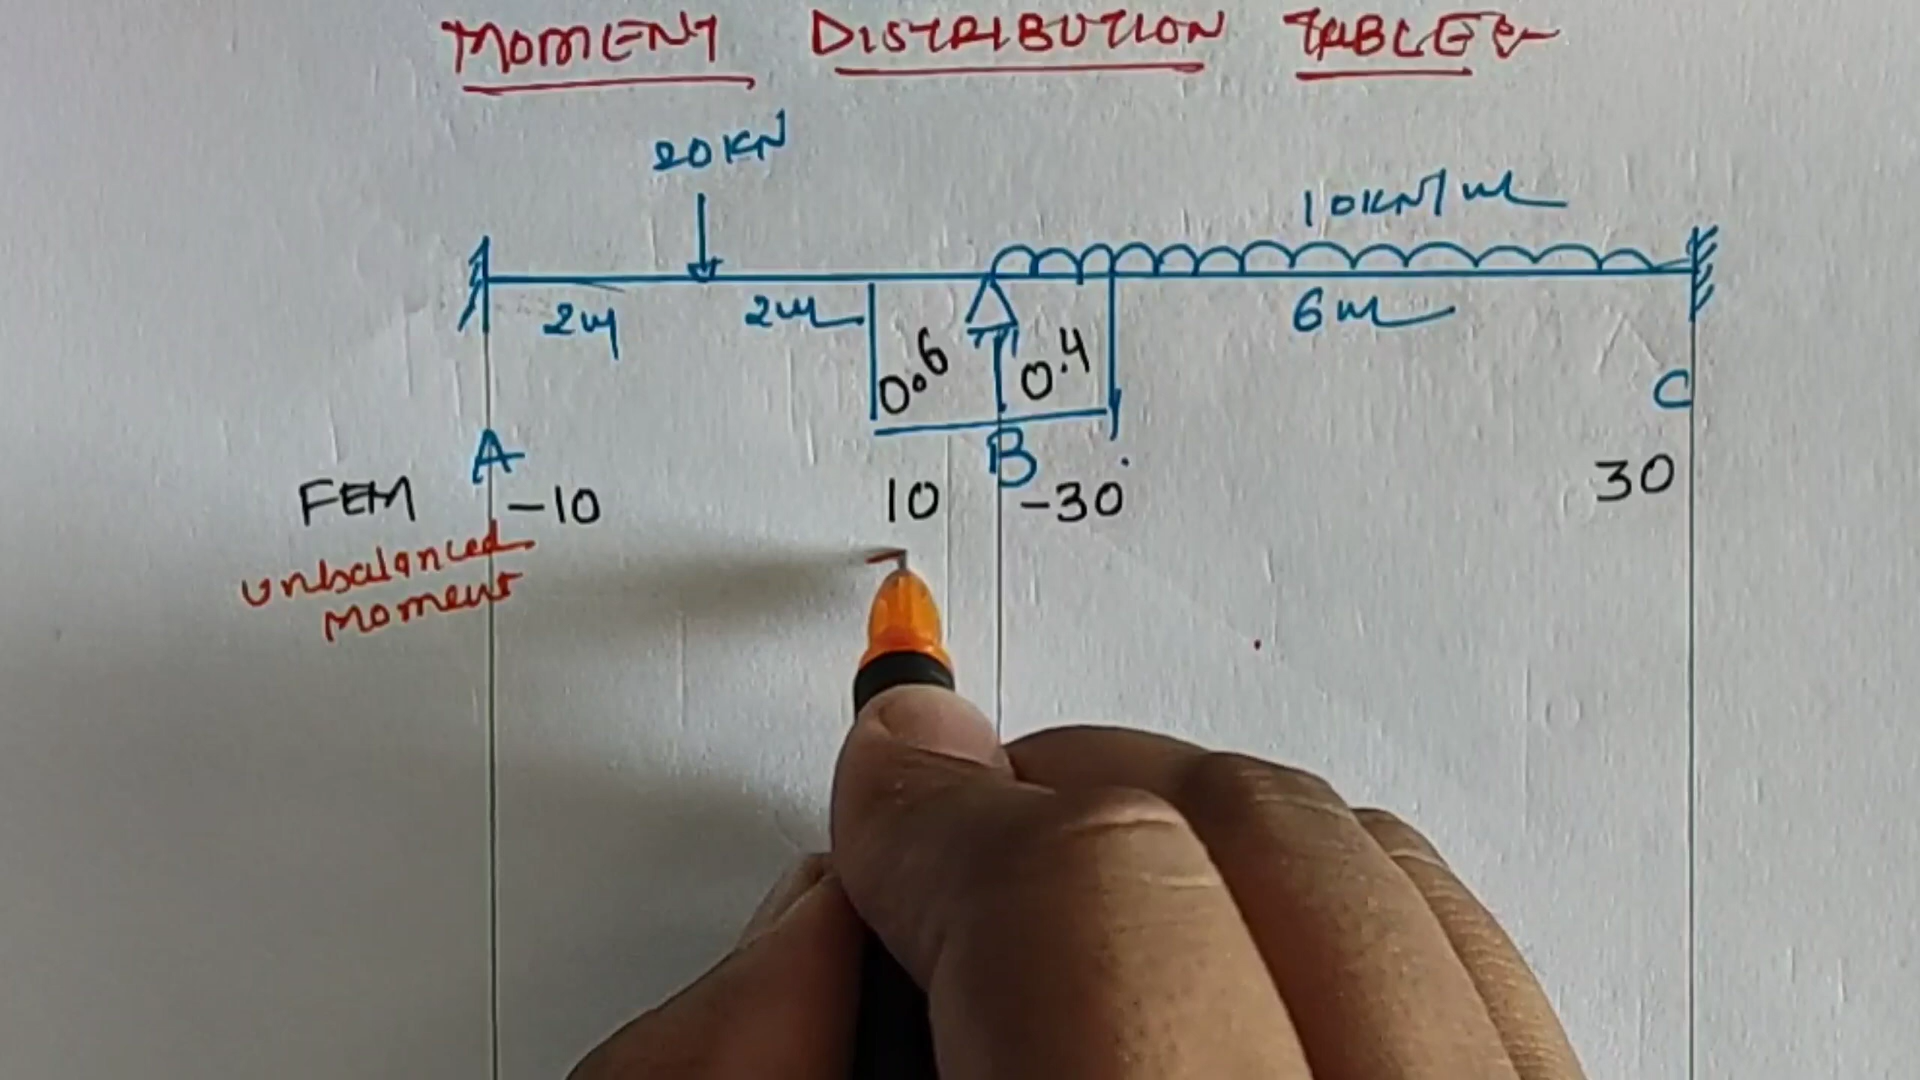 MOMENT DISTRIBUTION TABLE
20KN
10KN/m
2m 2m 6m
0.6 0.4
C
A B
FEM -10 10 -30 30
unbalanced
Moment